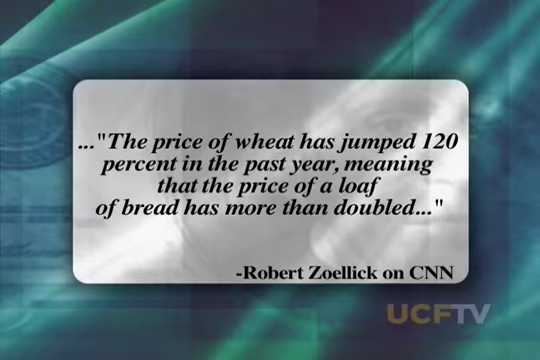 ..."The price of wheat has jumped 120
percent in the past year, meaning
that the price of a loaf
of bread has more than doubled..."
-Robert Zoellick on CNN
UCFTV